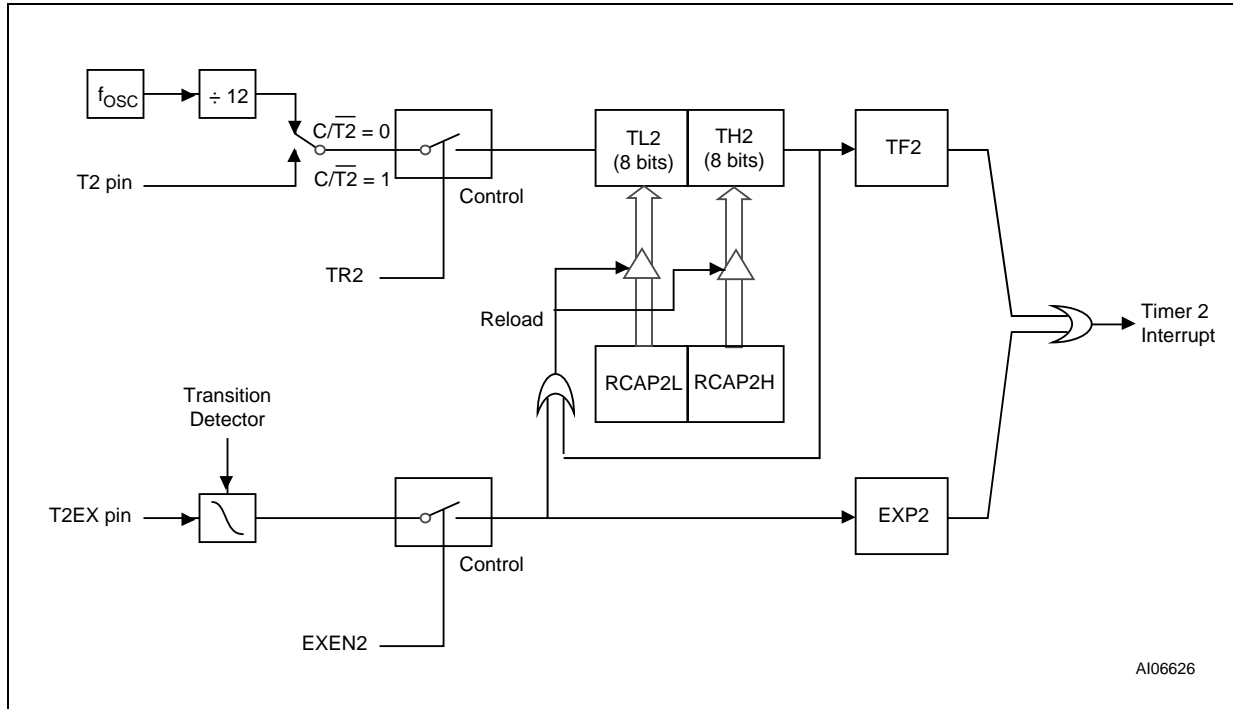 fOSC
÷ 12
C/T2 = 0
C/T2 = 1
T2 pin
Control
TR2
TL2
(8 bits)
TH2
(8 bits)
TF2
Reload
RCAP2L
RCAP2H
Timer 2
Interrupt
Transition
Detector
T2EX pin
Control
EXP2
EXEN2
AI06626